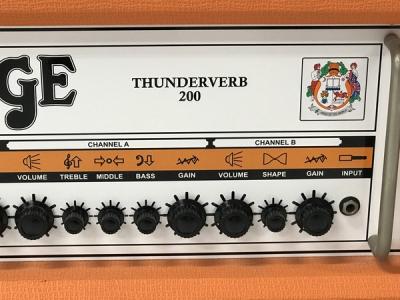 GE
THUNDERVERB
200
CHANNEL A
CHANNEL B
VOLUME TREBLE MIDDLE BASS GAIN VOLUME SHAPE GAIN INPUT